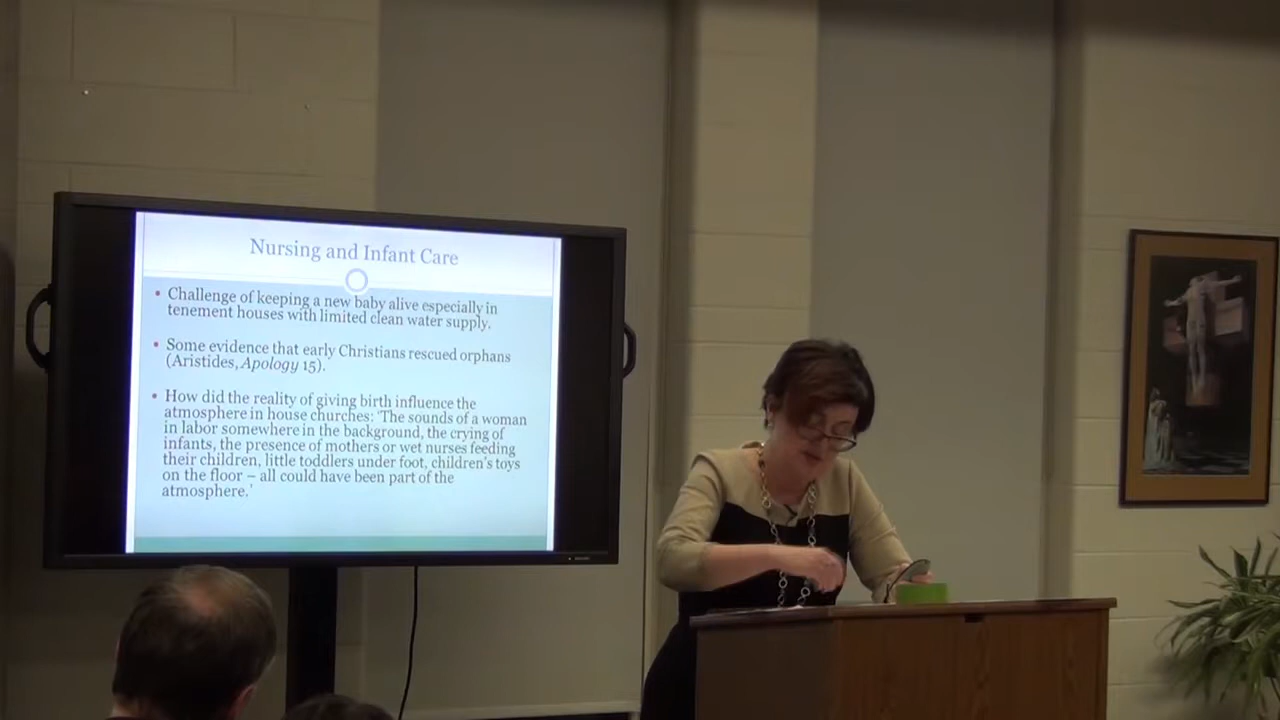 Nursing and Infant Care
• Challenge of keeping a new baby alive especially in
tenement houses with limited clean water supply.
• Some evidence that early Christians rescued orphans
(Aristides, Apology 15).
• How did the reality of giving birth influence the
atmosphere in house churches: 'The sounds of a woman
in labor somewhere in the background, the crying of
infants, the presence of mothers or wet nurses feeding
their children, little toddlers under foot, children's toys
on the floor – all could have been part of the
atmosphere.'